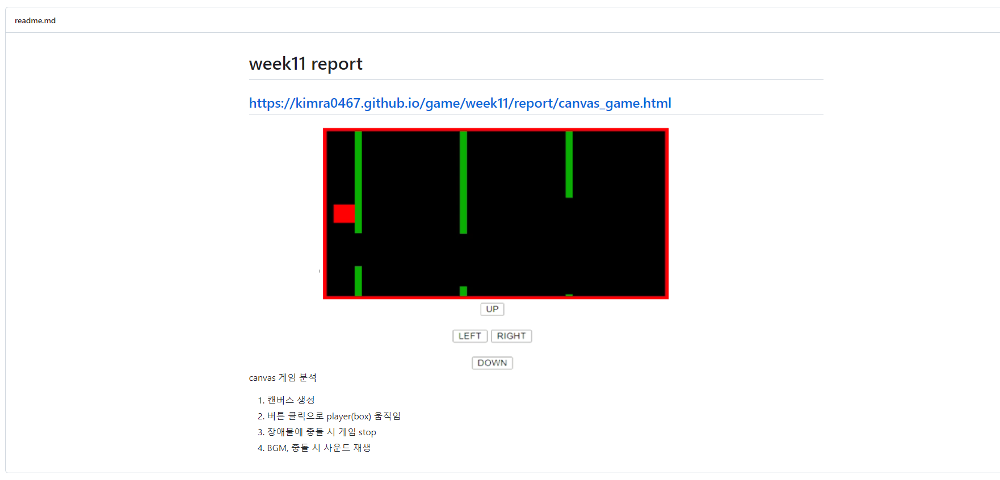 readme.md
week11 report
https://kimra0467.github.io/game/week11/report/canvas_game.html
UP
LEFT RIGHT
DOWN
canvas 게임 분석
1. 캔버스 생성
2. 버튼 클릭으로 player(box) 움직임
3. 장애물에 충돌 시 게임 stop
4. BGM, 충돌 시 사운드 재생